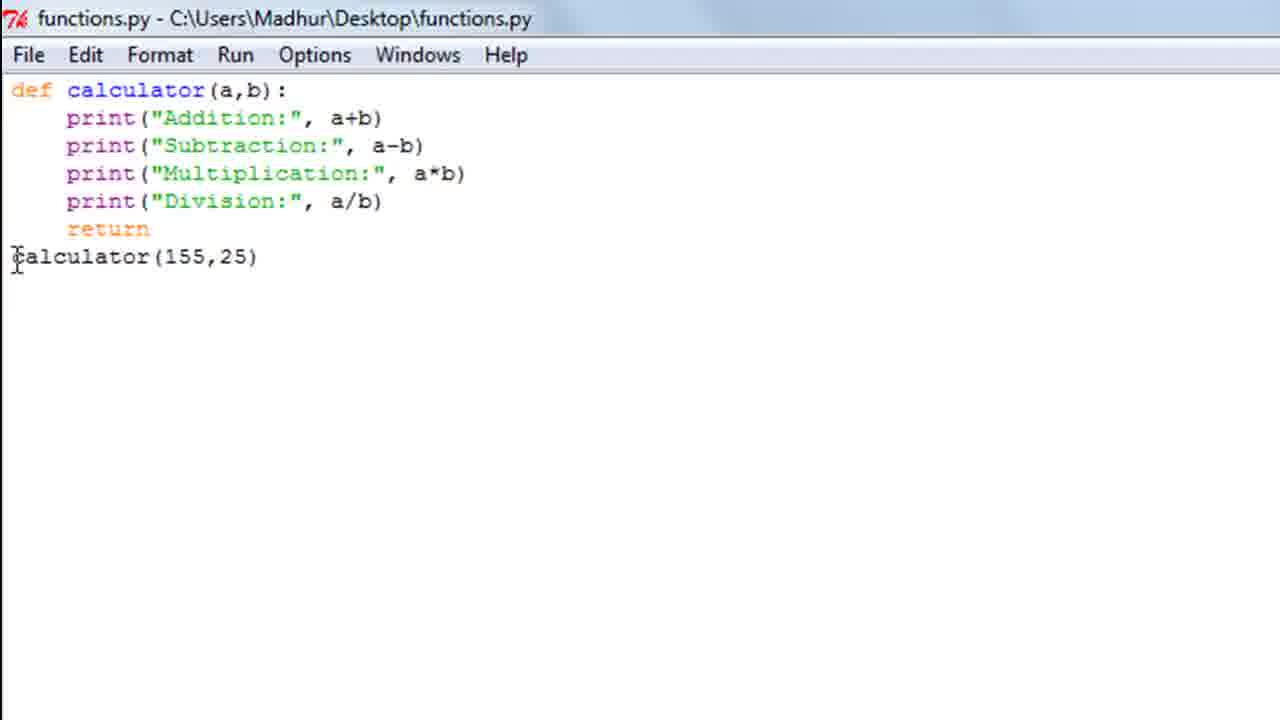 functions.py - C:\Users\Madhur\Desktop\functions.py
File Edit Format Run Options Windows Help
def calculator(a,b):
    print("Addition:", a+b)
    print("Subtraction:", a-b)
    print("Multiplication:", a*b)
    print("Division:", a/b)
    return
calculator(155,25)